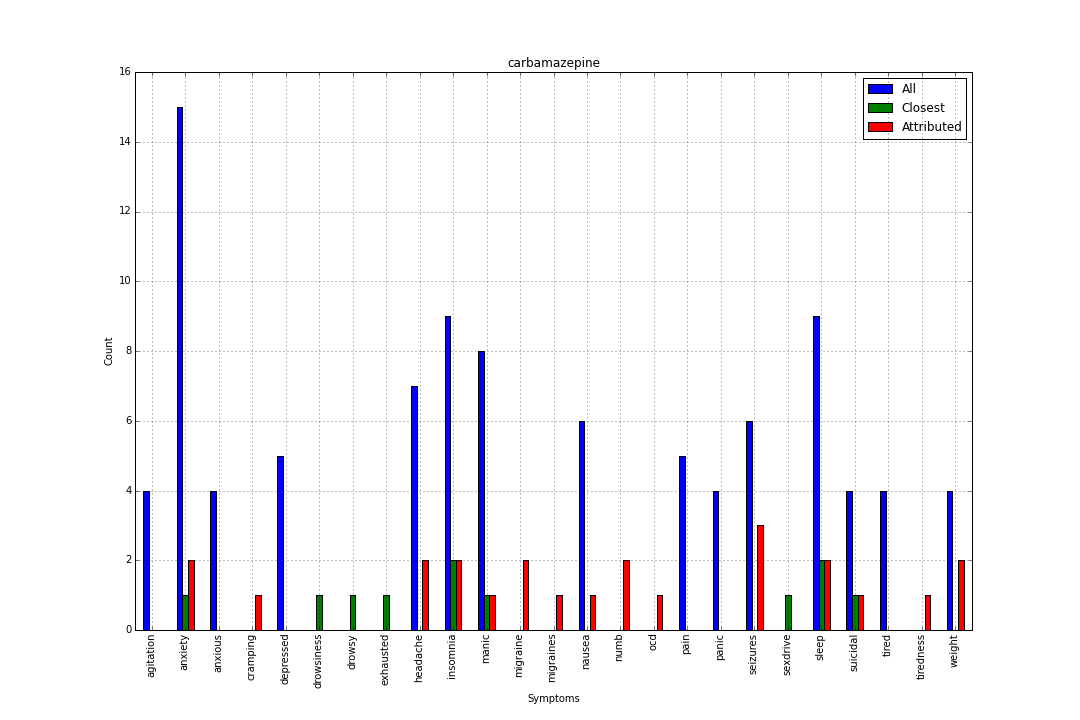 carbamazepine
16
14
12
10
8
6
4
2
0
Count
All
Closest
Attributed
agitation
anxiety
anxious
cramping
depressed
drowsiness
drowsy
exhausted
headache
insomnia
manic
migraine
migraines
nausea
numb
ocd
pain
panic
seizures
sexdrive
sleep
suicidal
tired
tiredness
weight
Symptoms